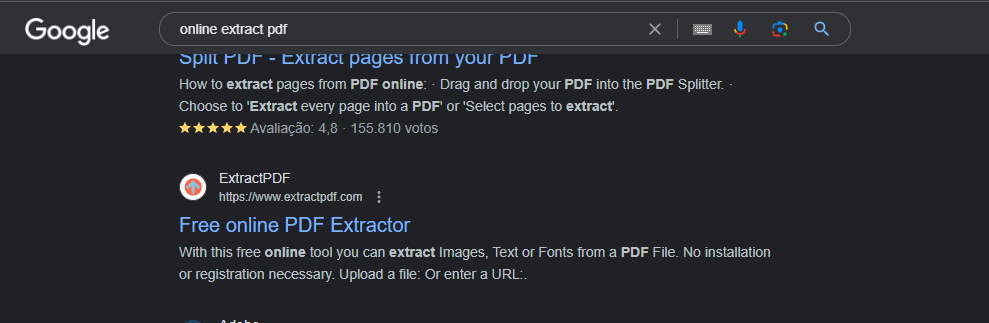 Google
online extract pdf
Split PDF - Extract pages from your PDF
How to extract pages from PDF online: · Drag and drop your PDF into the PDF Splitter. ·
Choose to 'Extract every page into a PDF' or 'Select pages to extract'.
Avaliação: 4,8 · 155.810 votos
ExtractPDF
https://www.extractpdf.com
Free online PDF Extractor
With this free online tool you can extract Images, Text or Fonts from a PDF File. No installation
or registration necessary. Upload a file: Or enter a URL:.
Adobe